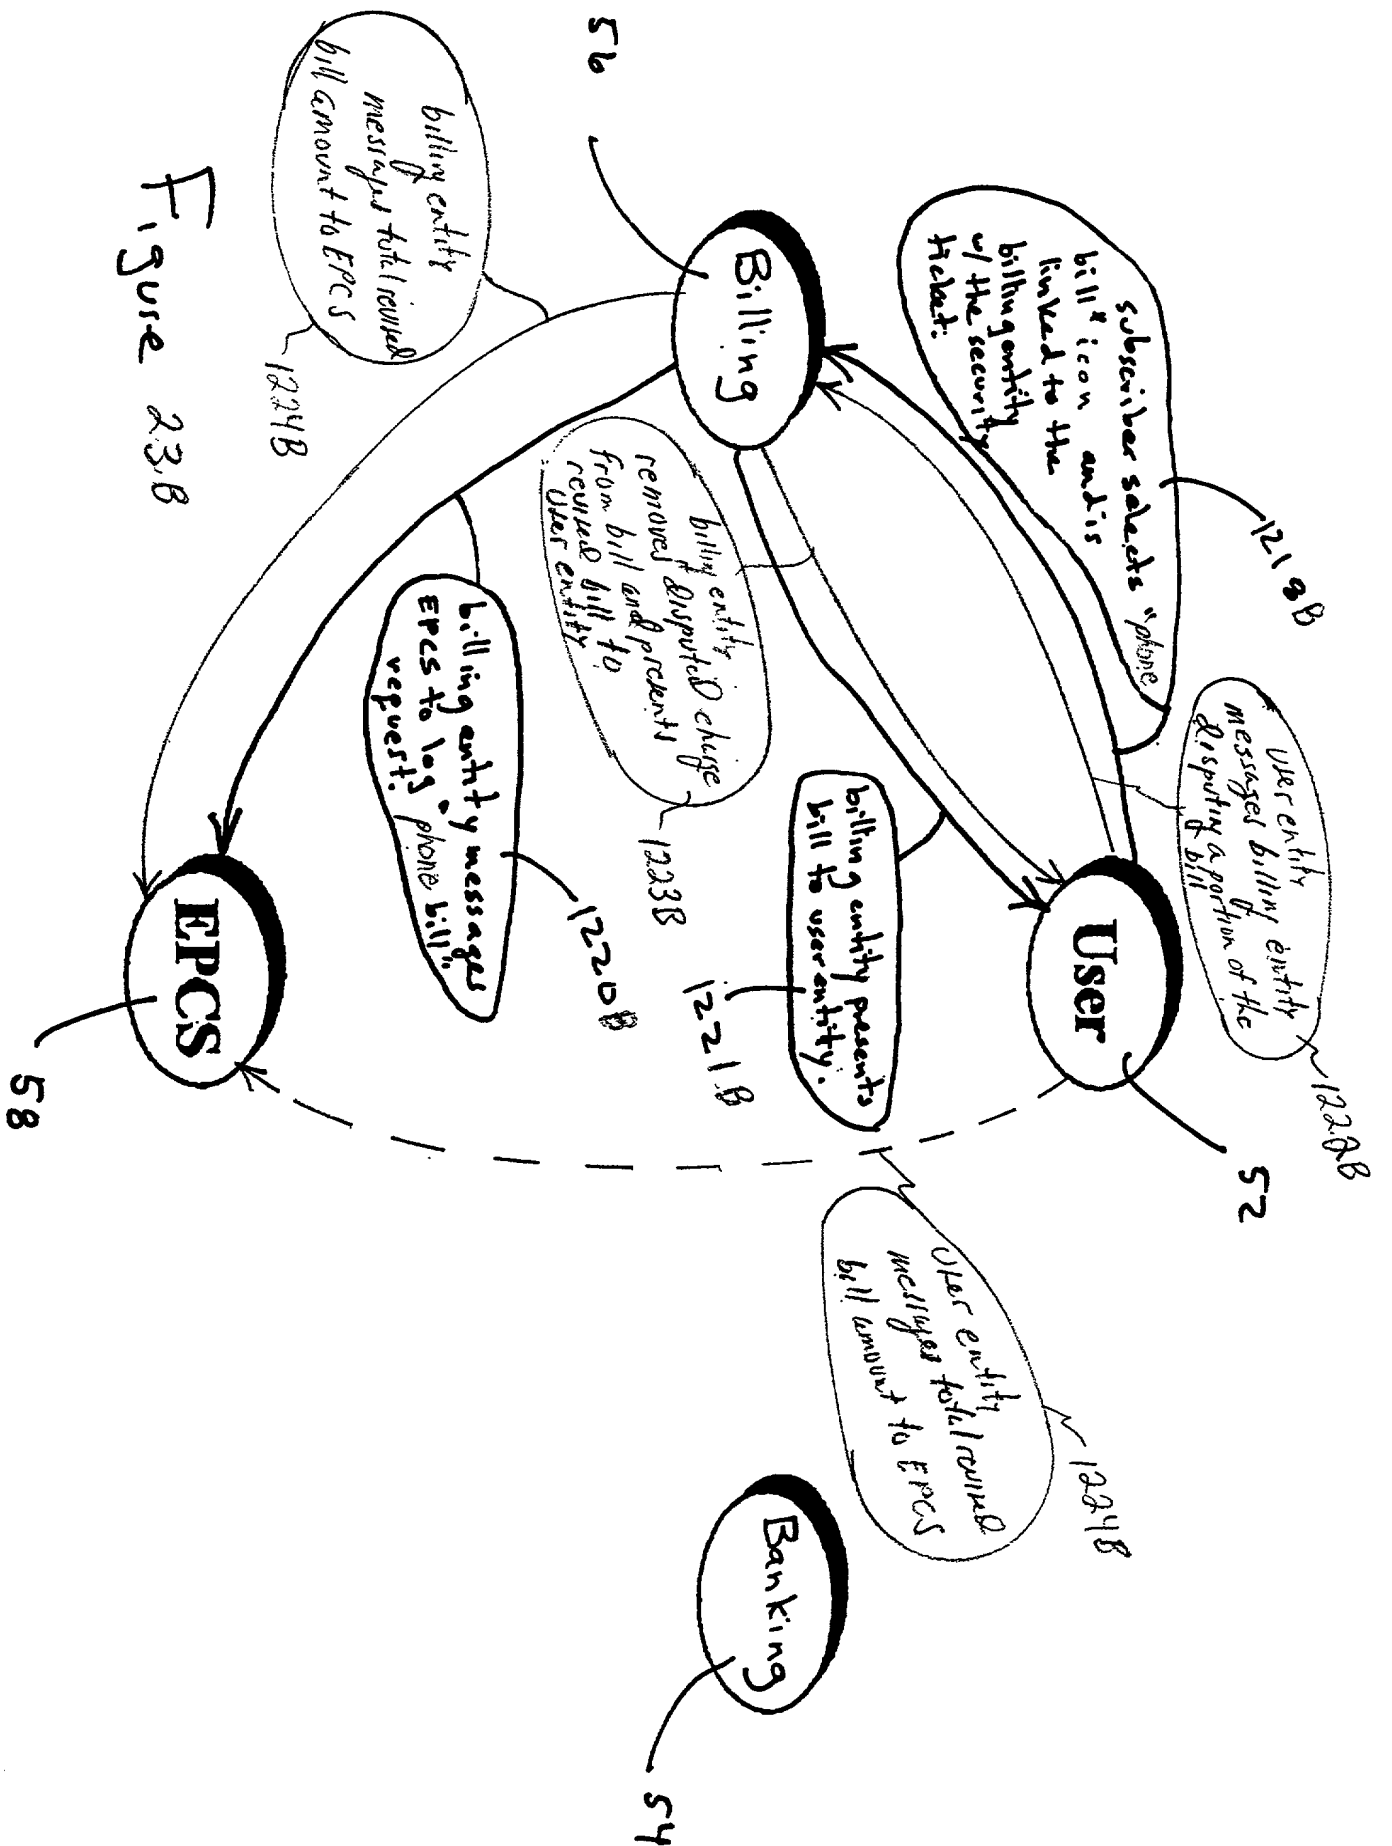 1218B
subscriber selects "phone
bill" icon and is
linked to the
billing entity
w/ the security
ticket.
User entity
messages billing entity
disputing a portion of the
bill
1222B
52
User
56
Billing
billing entity
removes disputed charge
from bill and presents
revised bill to
User entity
1223B
billing entity presents
bill to user entity.
1221B
User entity
messages total revised
bill amount to EPCS
1224B
Banking
54
billing entity
messages total revised
bill amount to EPCS
1224B
billing entity messages
EPCS to log "phone bill"
request.
1220B
EPCS
58
Figure 23B